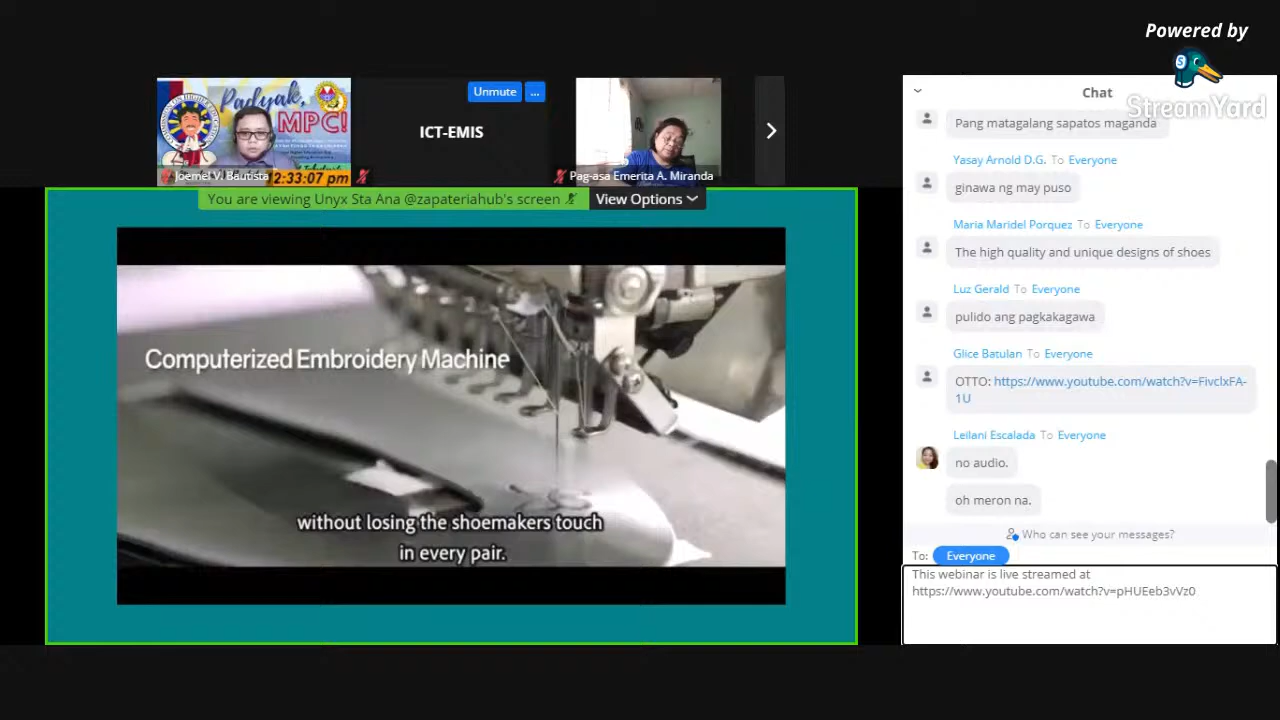 Powered by
StreamYard
Padyak,
MPC!
Joemel V. Bautista
2:33:07 pm
Unmute
...
ICT-EMIS
Pag-asa Emerita A. Miranda
You are viewing Unyx Sta Ana @zapateriahub's screen
View Options
Computerized Embroidery Machine
without losing the shoemakers touch
in every pair.
Chat
Pang matagalang sapatos maganda
Yasay Arnold D.G. To Everyone
ginawa ng may puso
Maria Maridel Porquez To Everyone
The high quality and unique designs of shoes
Luz Gerald To Everyone
pulido ang pagkakagawa
Glice Batulan To Everyone
OTTO: https://www.youtube.com/watch?v=FivclxFA-
1U
Leilani Escalada To Everyone
no audio.
oh meron na.
Who can see your messages?
To: Everyone
This webinar is live streamed at
https://www.youtube.com/watch?v=pHUEeb3vVz0